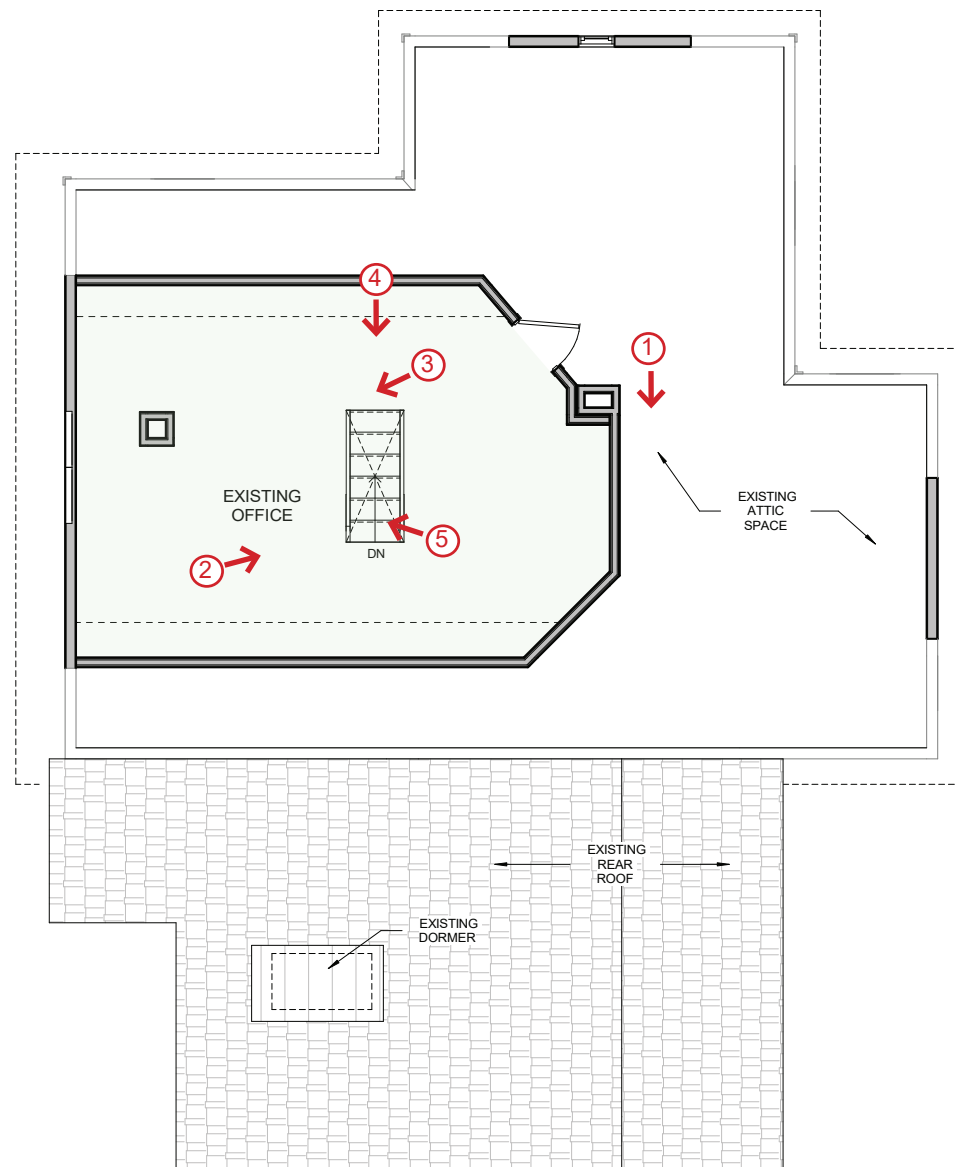 4
1
3
EXISTING
OFFICE
EXISTING
ATTIC
SPACE
5
2
DN
EXISTING
REAR
ROOF
EXISTING
DORMER